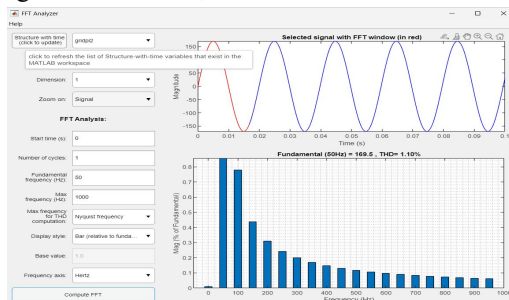 FFT Analyzer
Help
Structure with time
(click to update)
gridpi2
click to refresh the list of Structure-with-time variables that exist in the
MATLAB workspace
Dimension:
1
Zoom on:
Signal
FFT Analysis:
Start time (s):
0
Number of cycles:
1
Fundamental
frequency (Hz):
50
Max
frequency (Hz):
1000
Max frequency
for THD
computation:
Nyquist frequency
Display style:
Bar (relative to funda...
Base value:
1.0
Frequency axis:
Hertz
Compute FFT
Selected signal with FFT window (in red)
Magnitude
150
100
50
0
-50
-100
-150
0 0.01 0.02 0.03 0.04 0.05 0.06 0.07 0.08 0.09 0.1
Time (s)
Fundamental (50Hz) = 169.5 , THD= 1.10%
Mag (% of Fundamental)
0.8
0.7
0.6
0.5
0.4
0.3
0.2
0.1
0
0 100 200 300 400 500 600 700 800 900 1000
Frequency (Hz)